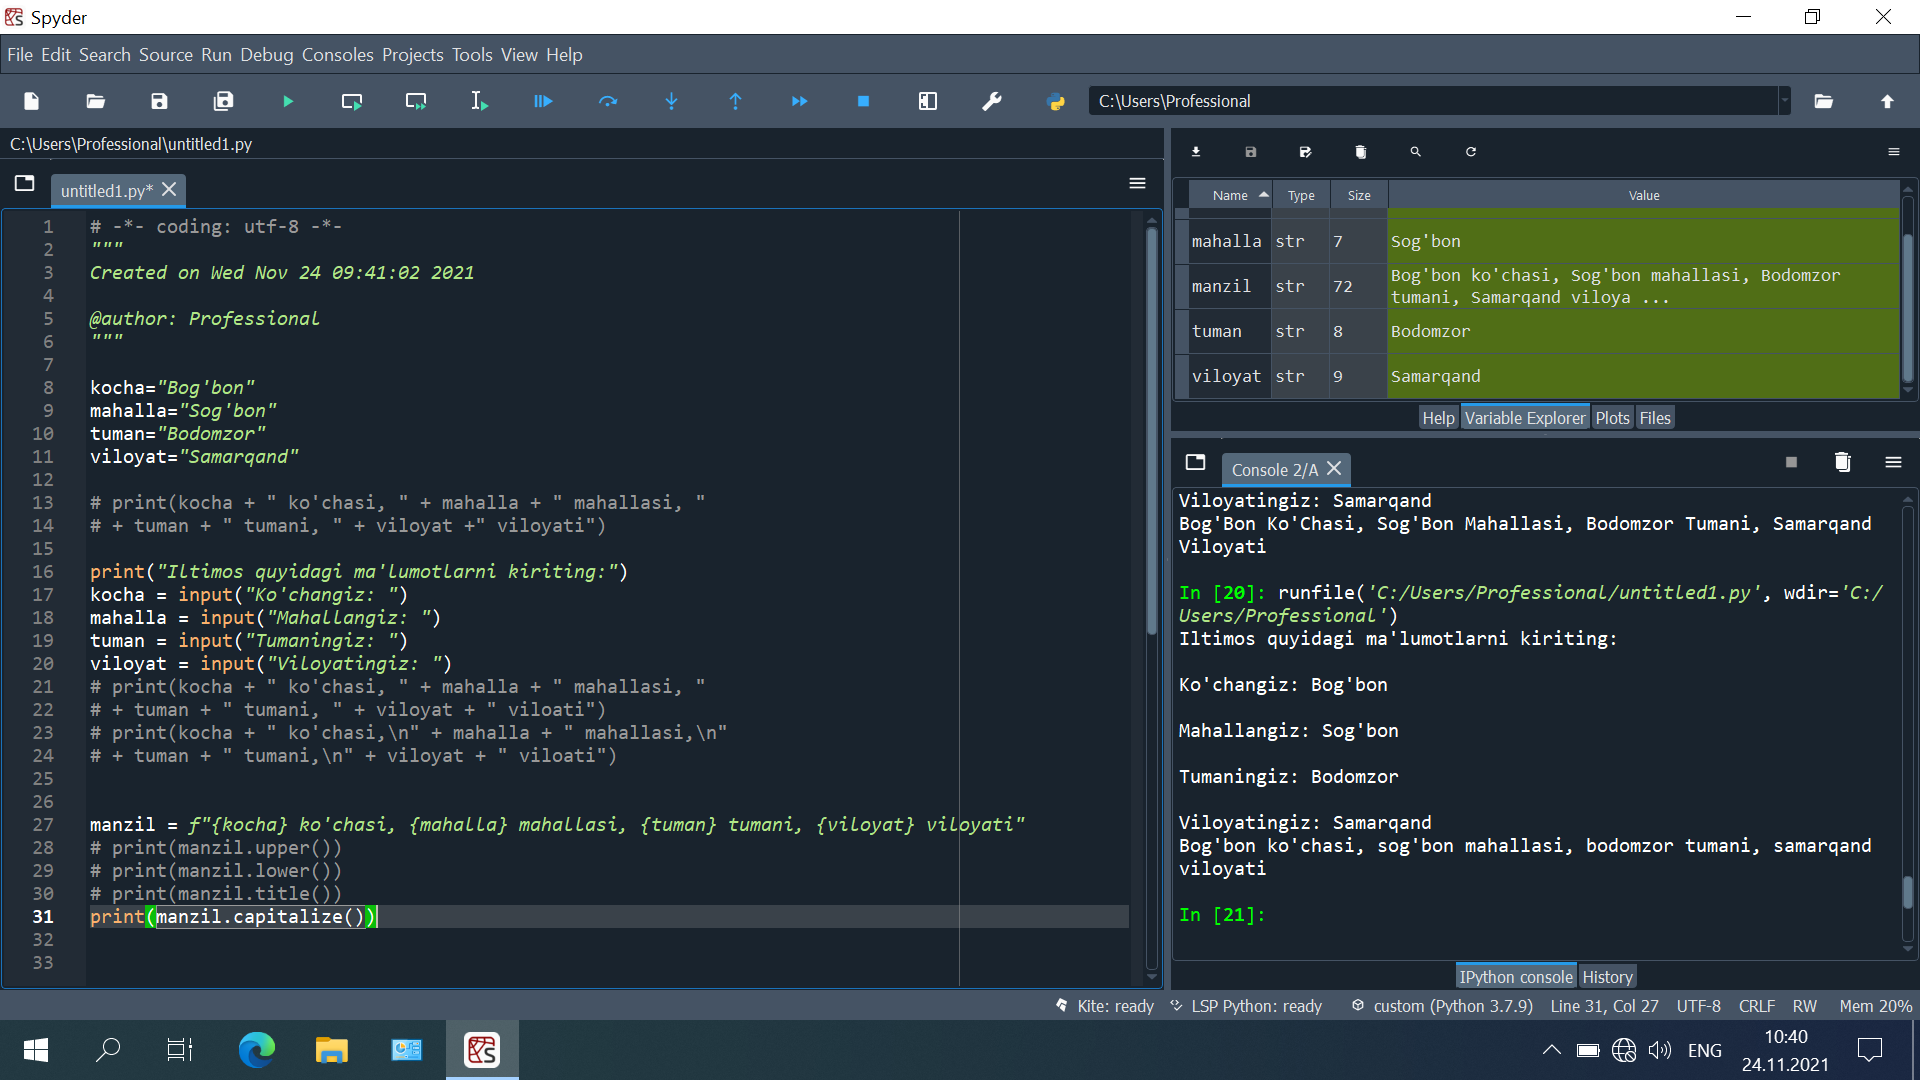 Spyder
File Edit Search Source Run Debug Consoles Projects Tools View Help
C:\Users\Professional
C:\Users\Professional\untitled1.py
untitled1.py*
1 # -*- coding: utf-8 -*-
2 """
3 Created on Wed Nov 24 09:41:02 2021
4
5 @author: Professional
6 """
7
8 kocha="Bog'bon"
9 mahalla="Sog'bon"
10 tuman="Bodomzor"
11 viloyat="Samarqand"
12
13 # print(kocha + " ko'chasi, " + mahalla + " mahallasi, "
14 # + tuman + " tumani, " + viloyat +" viloyati")
15
16 print("Iltimos quyidagi ma'lumotlarni kiriting:")
17 kocha = input("Ko'changiz: ")
18 mahalla = input("Mahallangiz: ")
19 tuman = input("Tumaningiz: ")
20 viloyat = input("Viloyatingiz: ")
21 # print(kocha + " ko'chasi, " + mahalla + " mahallasi, "
22 # + tuman + " tumani, " + viloyat + " viloati")
23 # print(kocha + " ko'chasi,\n" + mahalla + " mahallasi,\n"
24 # + tuman + " tumani,\n" + viloyat + " viloati")
25
26
27 manzil = f"{kocha} ko'chasi, {mahalla} mahallasi, {tuman} tumani, {viloyat} viloyati"
28 # print(manzil.upper())
29 # print(manzil.lower())
30 # print(manzil.title())
31 print(manzil.capitalize())
32
33
Name Type Size Value
mahalla str 7 Sog'bon
manzil str 72 Bog'bon ko'chasi, Sog'bon mahallasi, Bodomzor
tumani, Samarqand viloya ...
tuman str 8 Bodomzor
viloyat str 9 Samarqand
Help Variable Explorer Plots Files
Console 2/A
Viloyatingiz: Samarqand
Bog'Bon Ko'Chasi, Sog'Bon Mahallasi, Bodomzor Tumani, Samarqand
Viloyati
In [20]: runfile('C:/Users/Professional/untitled1.py', wdir='C:/
Users/Professional')
Iltimos quyidagi ma'lumotlarni kiriting:
Ko'changiz: Bog'bon
Mahallangiz: Sog'bon
Tumaningiz: Bodomzor
Viloyatingiz: Samarqand
Bog'bon ko'chasi, sog'bon mahallasi, bodomzor tumani, samarqand
viloyati
In [21]:
IPython console History
Kite: ready LSP Python: ready custom (Python 3.7.9) Line 31, Col 27 UTF-8 CRLF RW Mem 20%
ENG
10:40
24.11.2021